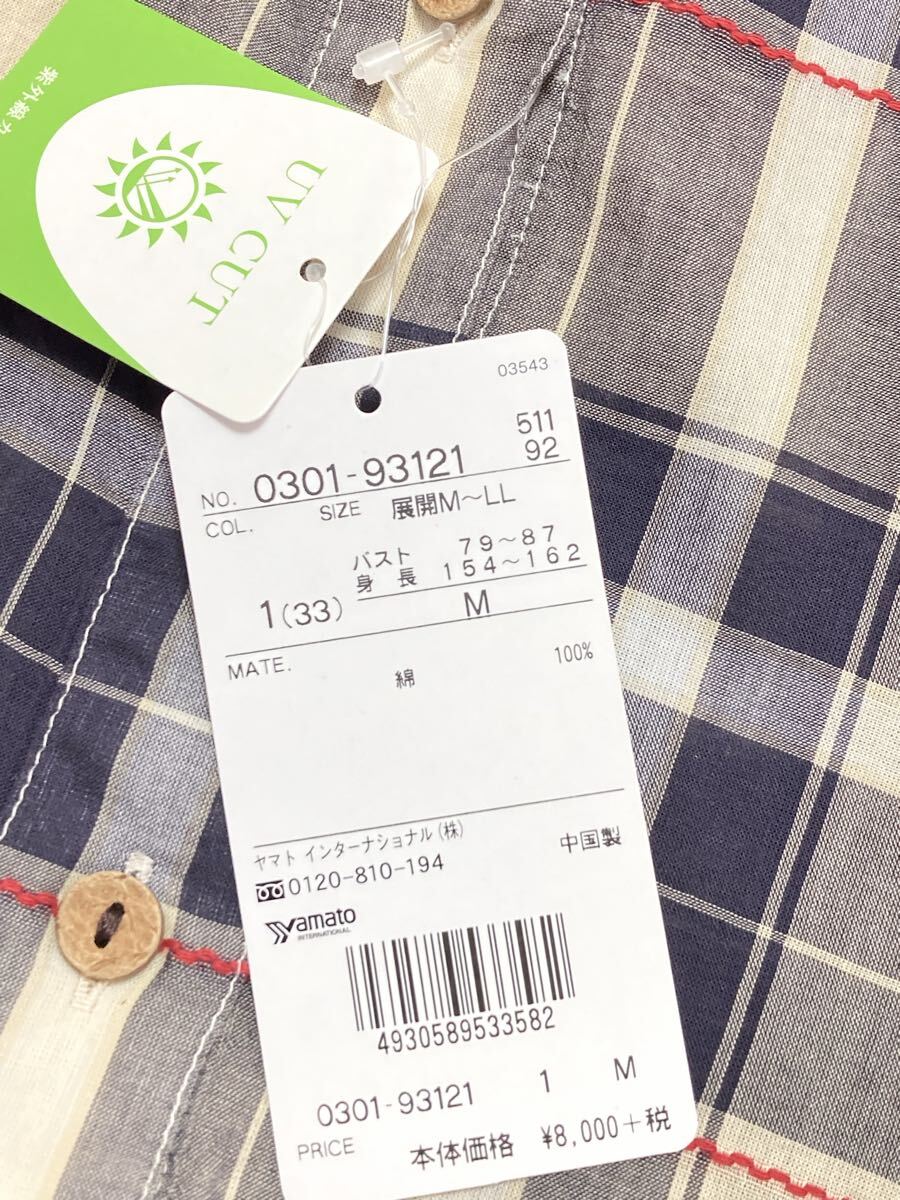 紫外線カ
UV CUT
03543
NO. 0301-93121 511
92
COL. SIZE 展開M〜LL
バスト 79〜87
身長 154〜162
1(33) M
MATE. 100%
綿
ヤマト インターナショナル(株) 中国製
0120-810-194
Yamato
INTERNATIONAL
4930589533582
0301-93121 1 M
PRICE 本体価格 ¥8,000+税